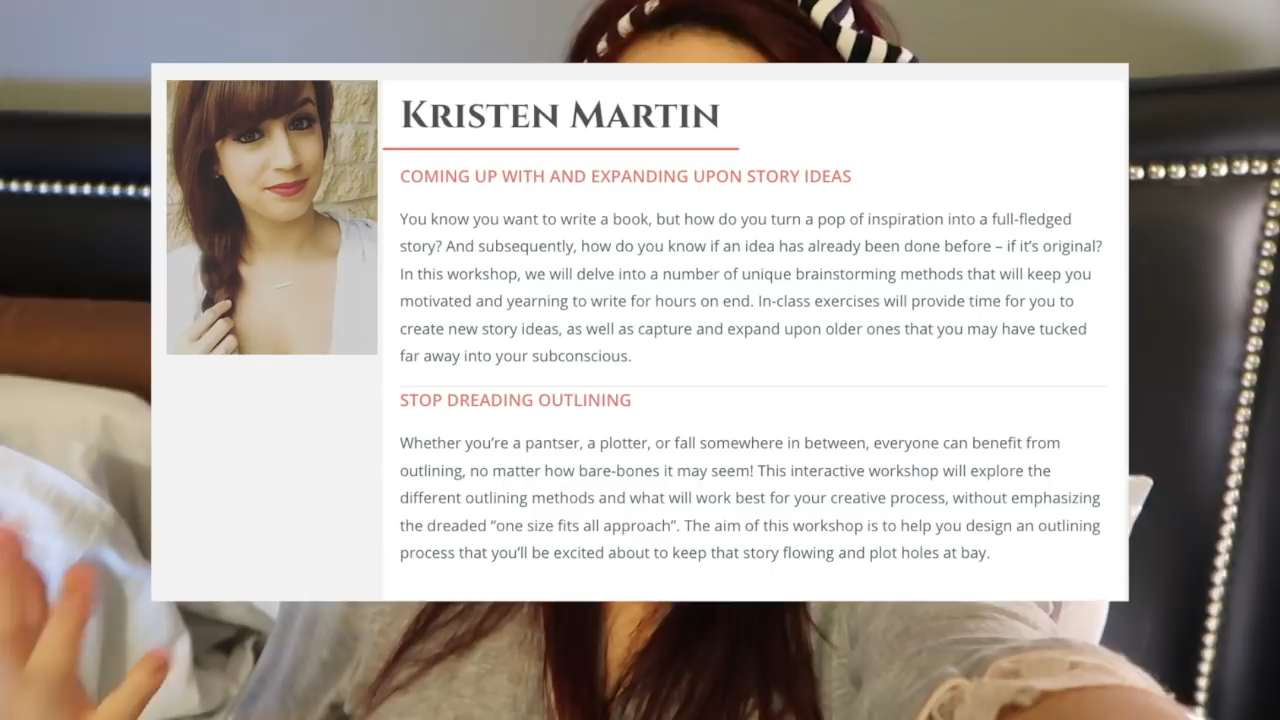 Kristen Martin
COMING UP WITH AND EXPANDING UPON STORY IDEAS
You know you want to write a book, but how do you turn a pop of inspiration into a full-fledged
story? And subsequently, how do you know if an idea has already been done before – if it’s original?
In this workshop, we will delve into a number of unique brainstorming methods that will keep you
motivated and yearning to write for hours on end. In-class exercises will provide time for you to
create new story ideas, as well as capture and expand upon older ones that you may have tucked
far away into your subconscious.
STOP DREADING OUTLINING
Whether you’re a pantser, a plotter, or fall somewhere in between, everyone can benefit from
outlining, no matter how bare-bones it may seem! This interactive workshop will explore the
different outlining methods and what will work best for your creative process, without emphasizing
the dreaded “one size fits all approach”. The aim of this workshop is to help you design an outlining
process that you’ll be excited about to keep that story flowing and plot holes at bay.